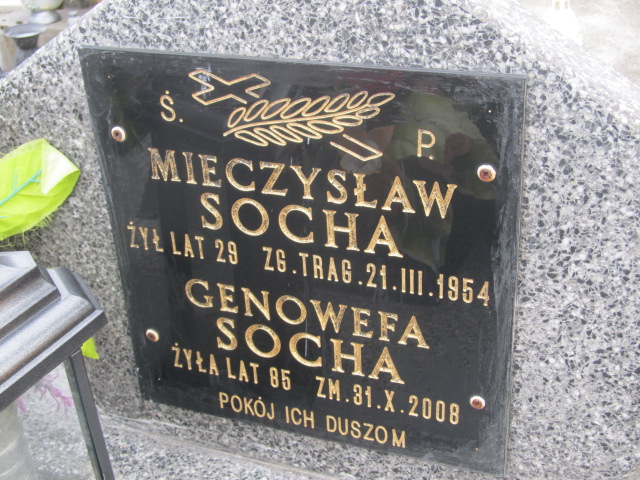 Ś. P.
MIECZYSŁAW
SOCHA
ŻYŁ LAT 29 ZG. TRAG. 21. III. 1954
GENOWEFA
SOCHA
ŻYŁA LAT 85 ZM. 31. X. 2008
POKÓJ ICH DUSZOM